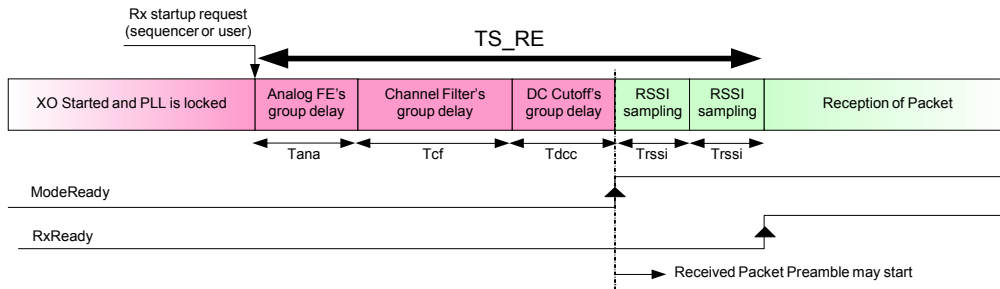 Rx startup request
(sequencer or user)
TS_RE
XO Started and PLL is locked
Analog FE's
group delay
Channel Filter's
group delay
DC Cutoff's
group delay
RSSI
sampling
RSSI
sampling
Reception of Packet
Tana
Tcf
Tdcc
Trssi
Trssi
ModeReady
RxReady
Received Packet Preamble may start